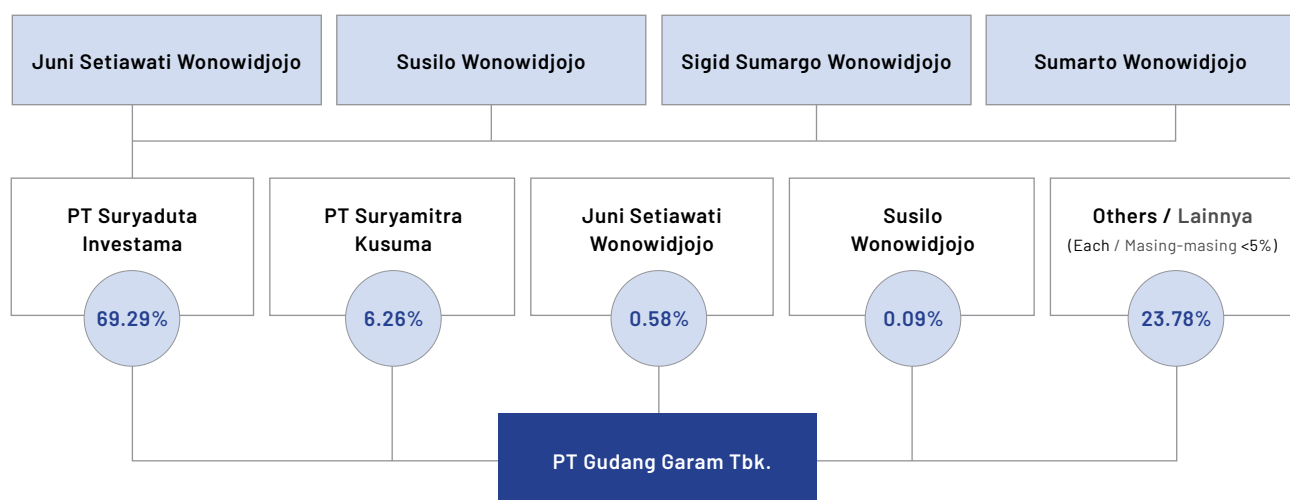 Juni Setiawati Wonowidjojo
Susilo Wonowidjojo
Sigid Sumargo Wonowidjojo
Sumarto Wonowidjojo
PT Suryaduta
Investama
69.29%
PT Suryamitra
Kusuma
6.26%
Juni Setiawati
Wonowidjojo
0.58%
Susilo
Wonowidjojo
0.09%
Others / Lainnya
(Each / Masing-masing <5%)
23.78%
PT Gudang Garam Tbk.